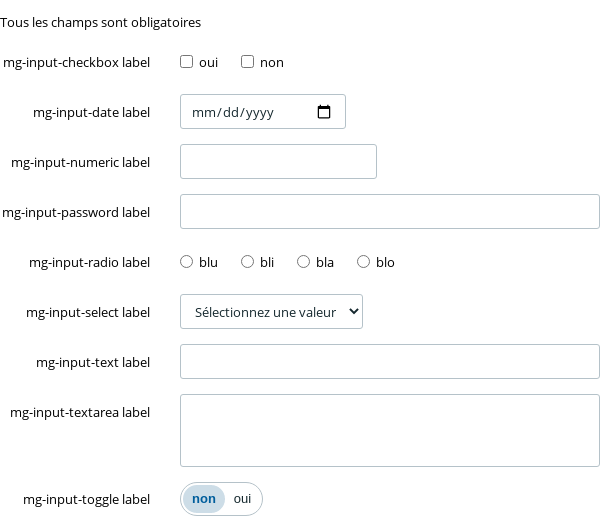 Tous les champs sont obligatoires
mg-input-checkbox label oui non
mg-input-date label mm/dd/yyyy
mg-input-numeric label
mg-input-password label
mg-input-radio label blu bli bla blo
mg-input-select label Sélectionnez une valeur
mg-input-text label
mg-input-textarea label
mg-input-toggle label non oui